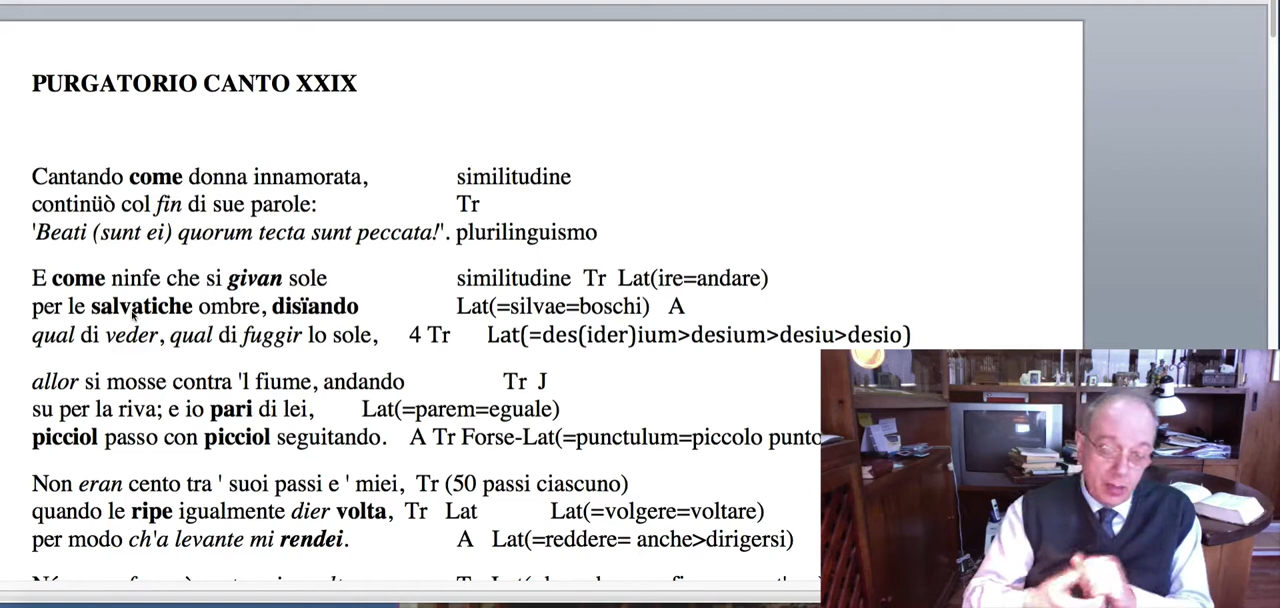 PURGATORIO CANTO XXIX
Cantando come donna innamorata, similitudine
continüò col fin di sue parole: Tr
'Beati (sunt ei) quorum tecta sunt peccata!'. plurilinguismo
E come ninfe che si givan sole similitudine Tr Lat(ire=andare)
per le salvatiche ombre, disïando Lat(=silvae=boschi) A
qual di veder, qual di fuggir lo sole, 4 Tr Lat(=des(ider)ium>desium>desiu>desio)
allor si mosse contra 'l fiume, andando Tr J
su per la riva; e io pari di lei, Lat(=parem=eguale)
picciol passo con picciol seguitando. A Tr Forse-Lat(=punctulum=piccolo punto
Non eran cento tra ' suoi passi e ' miei, Tr (50 passi ciascuno)
quando le ripe igualmente dier volta, Tr Lat Lat(=volgere=voltare)
per modo ch'a levante mi rendei. A Lat(=reddere= anche>dirigersi)